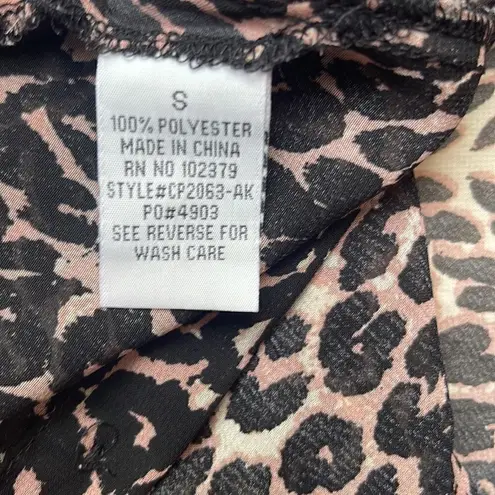 S
100% POLYESTER
MADE IN CHINA
RN NO 102379
STYLE#CP2063-AK
PO#4903
SEE REVERSE FOR
WASH CARE